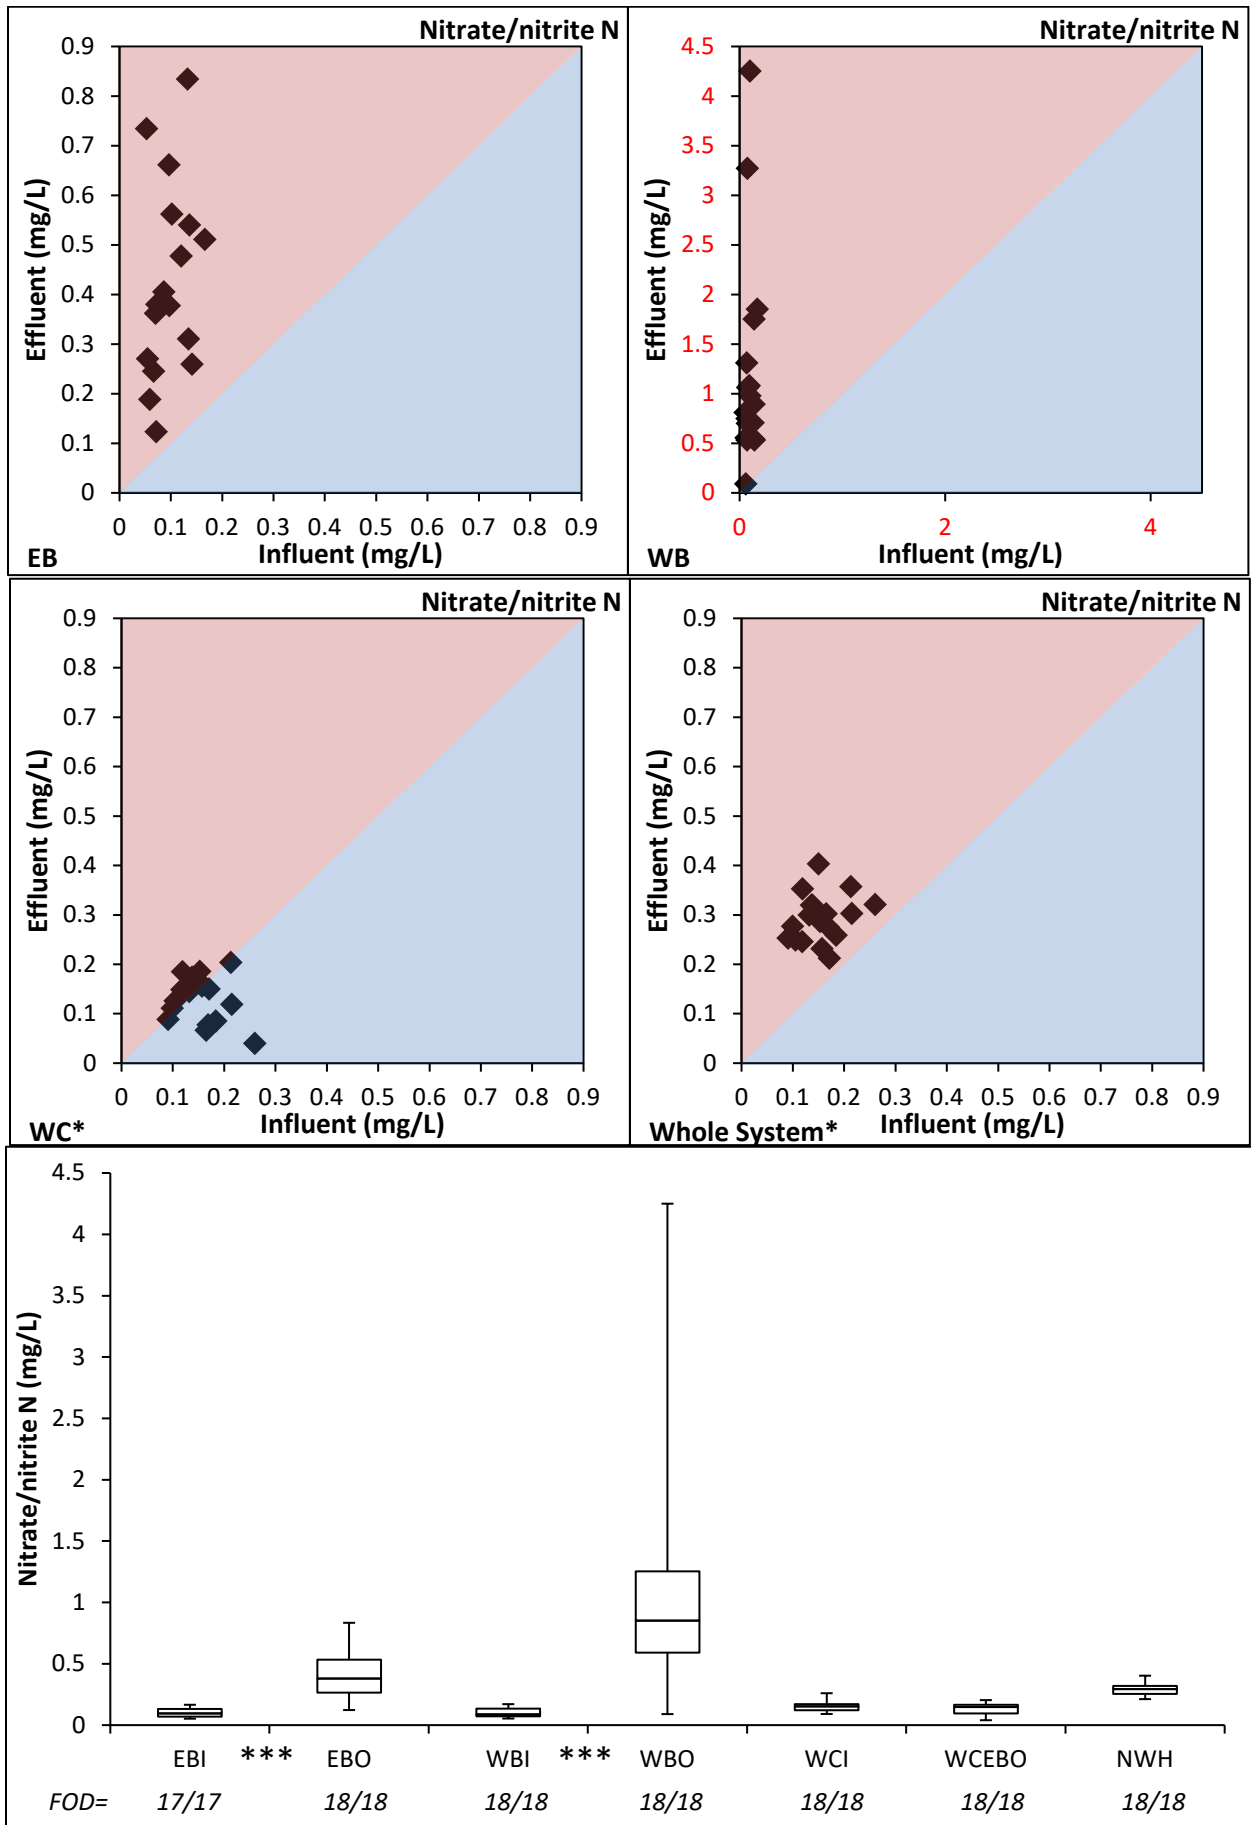 Nitrate/nitrite N
0.9
0.8
0.7
0.6
0.5
0.4
0.3
0.2
0.1
0
Effluent (mg/L)
0 0.1 0.2 0.3 0.4 0.5 0.6 0.7 0.8 0.9
Influent (mg/L)
EB
Nitrate/nitrite N
4.5
4
3.5
3
2.5
2
1.5
1
0.5
0
Effluent (mg/L)
0 2 4
Influent (mg/L)
WB
Nitrate/nitrite N
0.9
0.8
0.7
0.6
0.5
0.4
0.3
0.2
0.1
0
Effluent (mg/L)
0 0.1 0.2 0.3 0.4 0.5 0.6 0.7 0.8 0.9
Influent (mg/L)
WC*
Nitrate/nitrite N
0.9
0.8
0.7
0.6
0.5
0.4
0.3
0.2
0.1
0
Effluent (mg/L)
0 0.1 0.2 0.3 0.4 0.5 0.6 0.7 0.8 0.9
Influent (mg/L)
Whole System*
4.5
4
3.5
3
2.5
2
1.5
1
0.5
0
Nitrate/nitrite N (mg/L)
EBI *** EBO WBI *** WBO WCI WCEBO NWH
FOD= 17/17 18/18 18/18 18/18 18/18 18/18 18/18